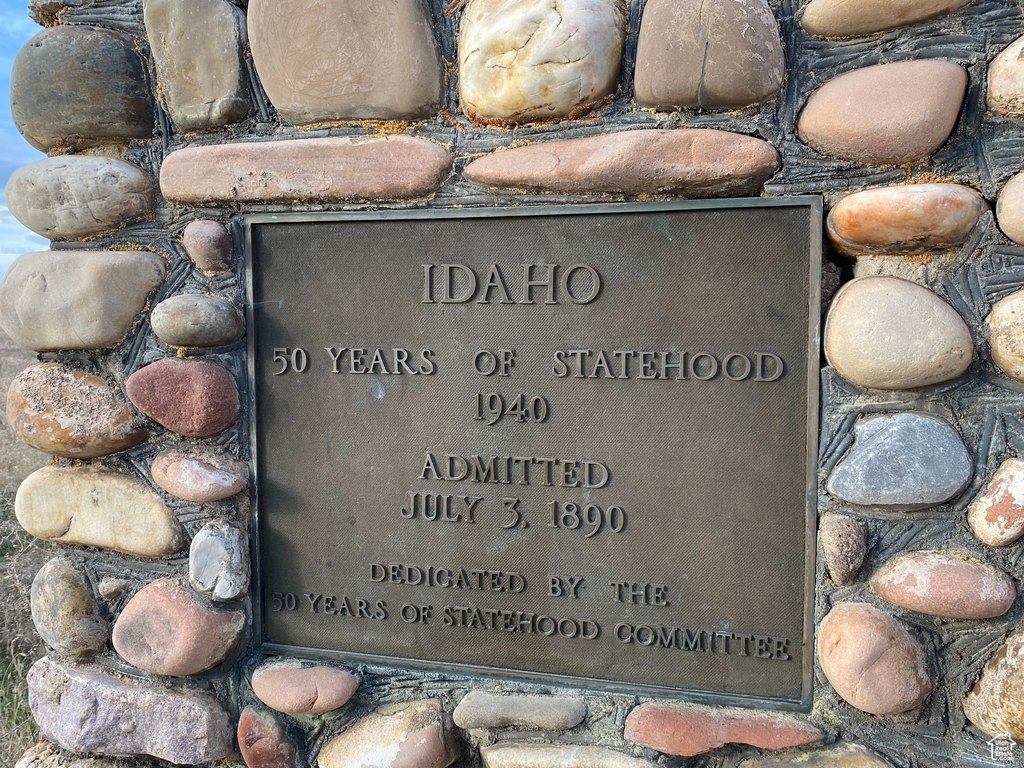 IDAHO
50 YEARS OF STATEHOOD
1940
ADMITTED
JULY 3, 1890
DEDICATED BY THE
50 YEARS OF STATEHOOD COMMITTEE